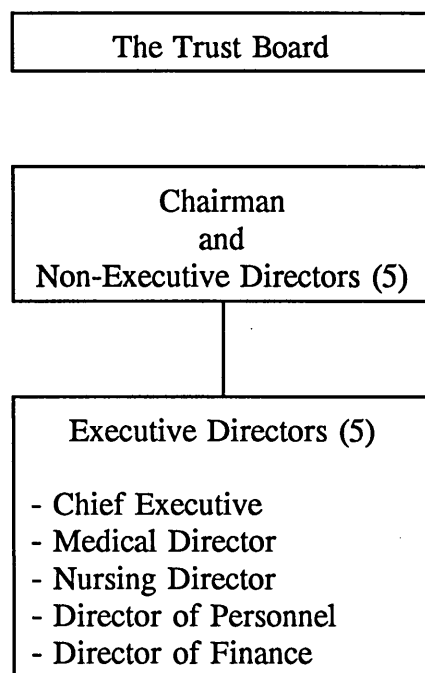 The Trust Board
Chairman
and
Non-Executive Directors (5)
Executive Directors (5)
- Chief Executive
- Medical Director
- Nursing Director
- Director of Personnel
- Director of Finance